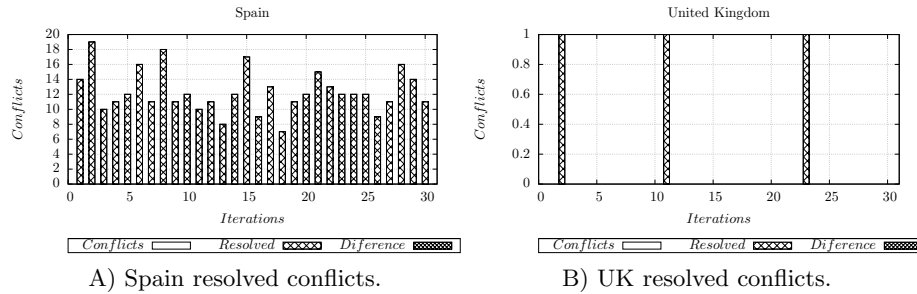 Spain
Conflicts
20
18
16
14
12
10
8
6
4
2
0
0 5 10 15 20 25 30
Iterations
Conflicts Resolved Diference
A) Spain resolved conflicts.
United Kingdom
Conflicts
1
0.8
0.6
0.4
0.2
0
0 5 10 15 20 25 30
Iterations
Conflicts Resolved Diference
B) UK resolved conflicts.